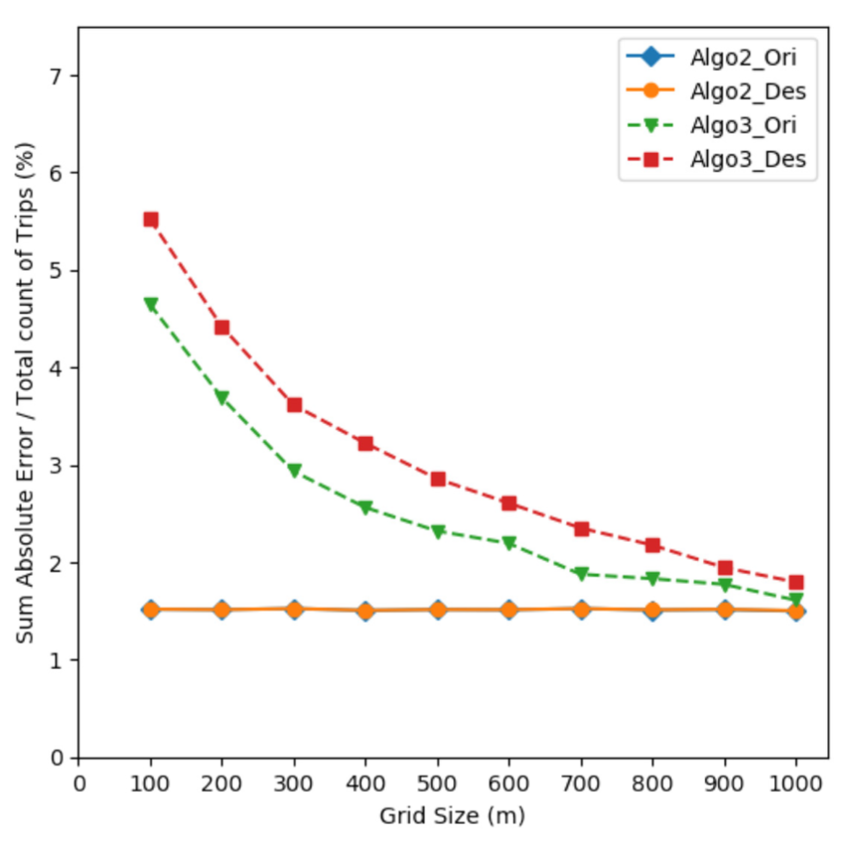 Algo2_Ori
Algo2_Des
Algo3_Ori
Algo3_Des
Sum Absolute Error / Total count of Trips (%)
7
6
5
4
3
2
1
0
0 100 200 300 400 500 600 700 800 900 1000
Grid Size (m)